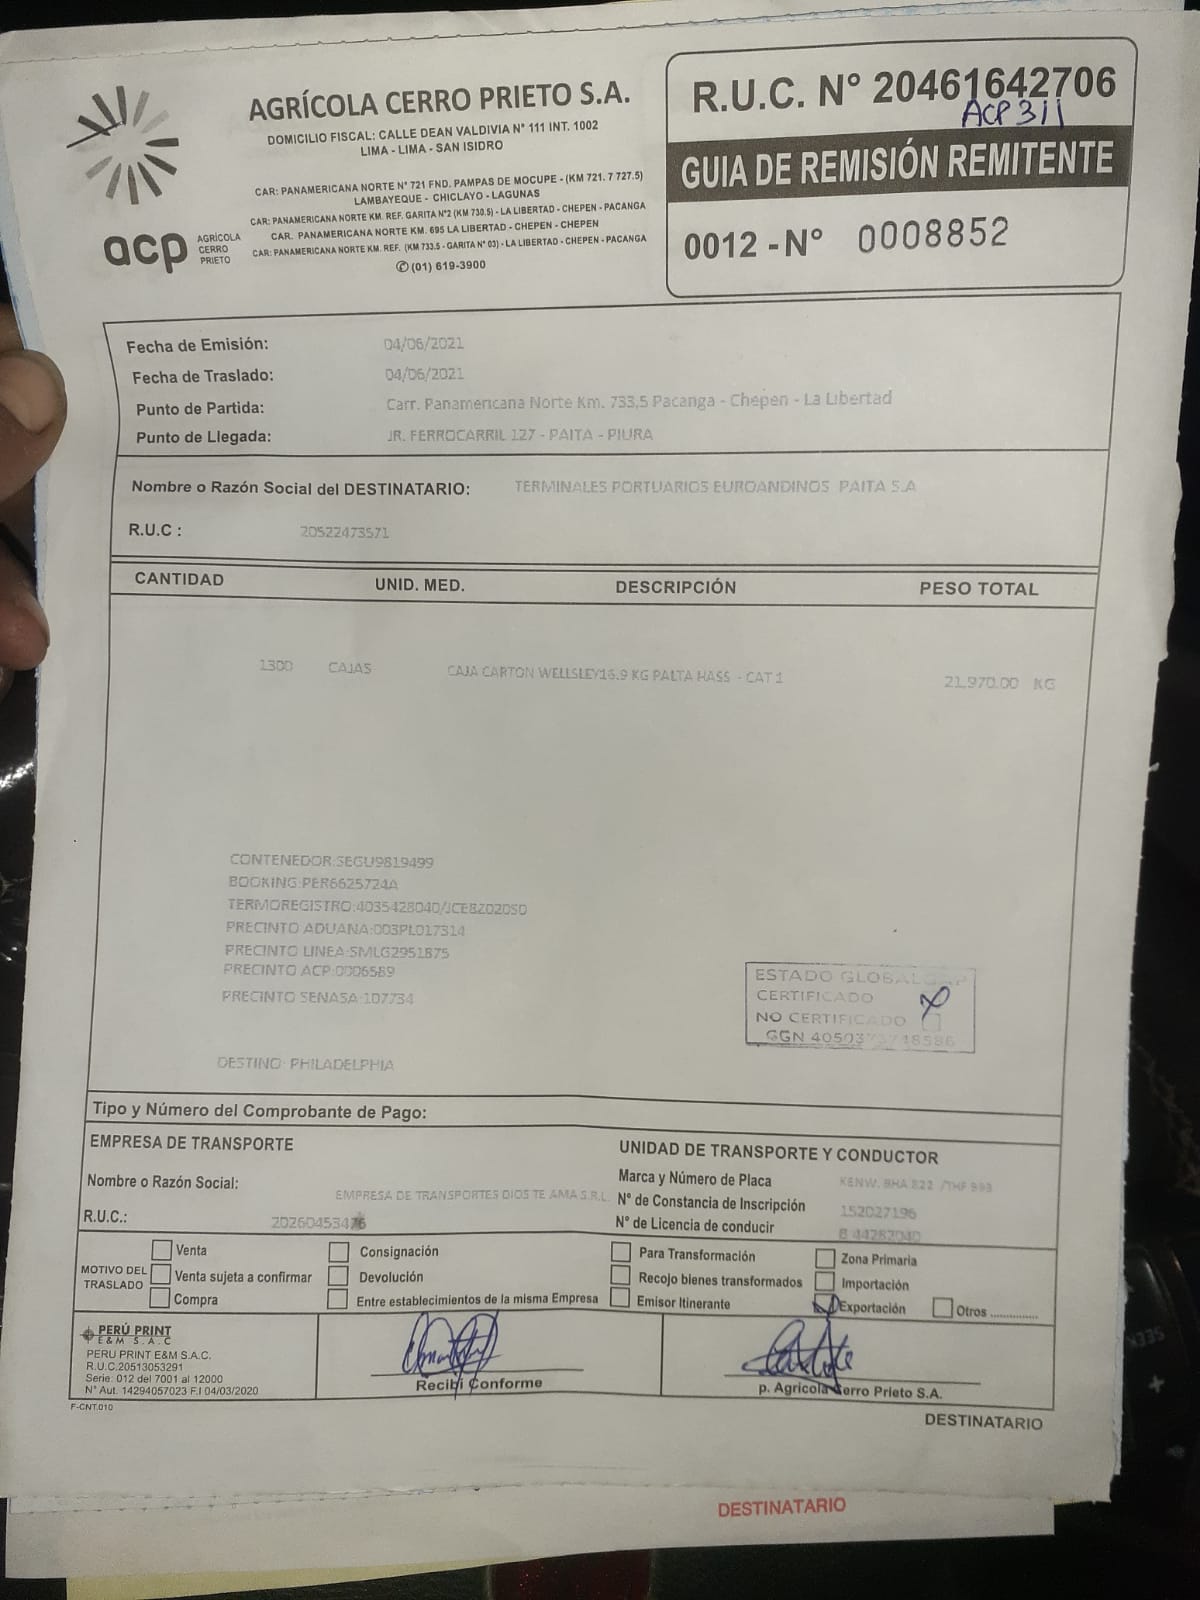 AGRÍCOLA CERRO PRIETO S.A.
DOMICILIO FISCAL: CALLE DEAN VALDIVIA N° 111 INT. 1002
LIMA - LIMA - SAN ISIDRO
CAR: PANAMERICANA NORTE N° 721 FND. PAMPAS DE MOCUPE - (KM 721. 7 727.5)
LAMBAYEQUE - CHICLAYO - LAGUNAS
CAR: PANAMERICANA NORTE KM. REF. GARITA N°2 (KM 730.5) - LA LIBERTAD - CHEPEN - PACANGA
CAR. PANAMERICANA NORTE KM. 695 LA LIBERTAD - CHEPEN - CHEPEN
CAR: PANAMERICANA NORTE KM. REF. (KM 733.5 - GARITA N° 03) - LA LIBERTAD - CHEPEN - PACANGA
(01) 619-3900
acp AGRÍCOLA
CERRO
PRIETO
R.U.C. N° 20461642706
ACP 311
GUIA DE REMISIÓN REMITENTE
0012 - N° 0008852
Fecha de Emisión: 04/06/2021
Fecha de Traslado: 04/06/2021
Punto de Partida: Carr. Panamericana Norte Km. 733,5 Pacanga - Chepen - La Libertad
Punto de Llegada: JR. FERROCARRIL 127 - PAITA - PIURA
Nombre o Razón Social del DESTINATARIO: TERMINALES PORTUARIOS EUROANDINOS PAITA S.A
R.U.C : 20522473571
CANTIDAD UNID. MED. DESCRIPCIÓN PESO TOTAL
1300 CAJAS CAJA CARTON WELLSLEY16.9 KG PALTA HASS - CAT 1 21,970.00 KG
CONTENEDOR:SEGU9819499
BOOKING:PER6625724A
TERMOREGISTRO:4035428040/JCE8Z020S0
PRECINTO ADUANA:003PL017314
PRECINTO LINEA:SMLG2951875
PRECINTO ACP:0006589
PRECINTO SENASA:107734
ESTADO GLOBALGAP
CERTIFICADO
NO CERTIFICADO
GGN
DESTINO: PHILADELPHIA
Tipo y Número del Comprobante de Pago:
EMPRESA DE TRANSPORTE
Nombre o Razón Social: EMPRESA DE TRANSPORTES DIOS TE AMA S.R.L.
R.U.C.: 20260453476
UNIDAD DE TRANSPORTE Y CONDUCTOR
Marca y Número de Placa KENW. BHA 822 /THF 993
N° de Constancia de Inscripción 152027196
N° de Licencia de conducir B 44282040
MOTIVO DEL
TRASLADO
Venta
Venta sujeta a confirmar
Compra
Consignación
Devolución
Entre establecimientos de la misma Empresa
Para Transformación
Recojo bienes transformados
Emisor Itinerante
Zona Primaria
Importación
Exportación
Otros ..............
PERÚ PRINT
E&M S.A.C
PERU PRINT E&M S.A.C.
R.U.C.20513053291
Serie: 012 del 7001 al 12000
N° Aut. 14294057023 F.I 04/03/2020
Recibí Conforme
p. Agricola Cerro Prieto S.A.
F-CNT.010
DESTINATARIO
DESTINATARIO